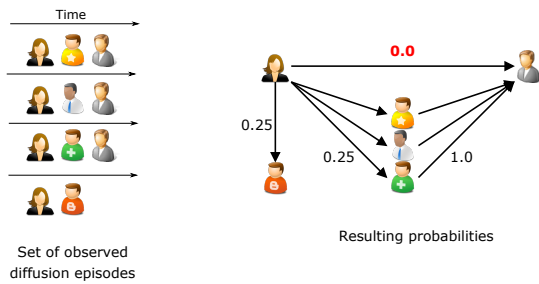 Time
0.0
0.25
0.25
1.0
Set of observed
diffusion episodes
Resulting probabilities